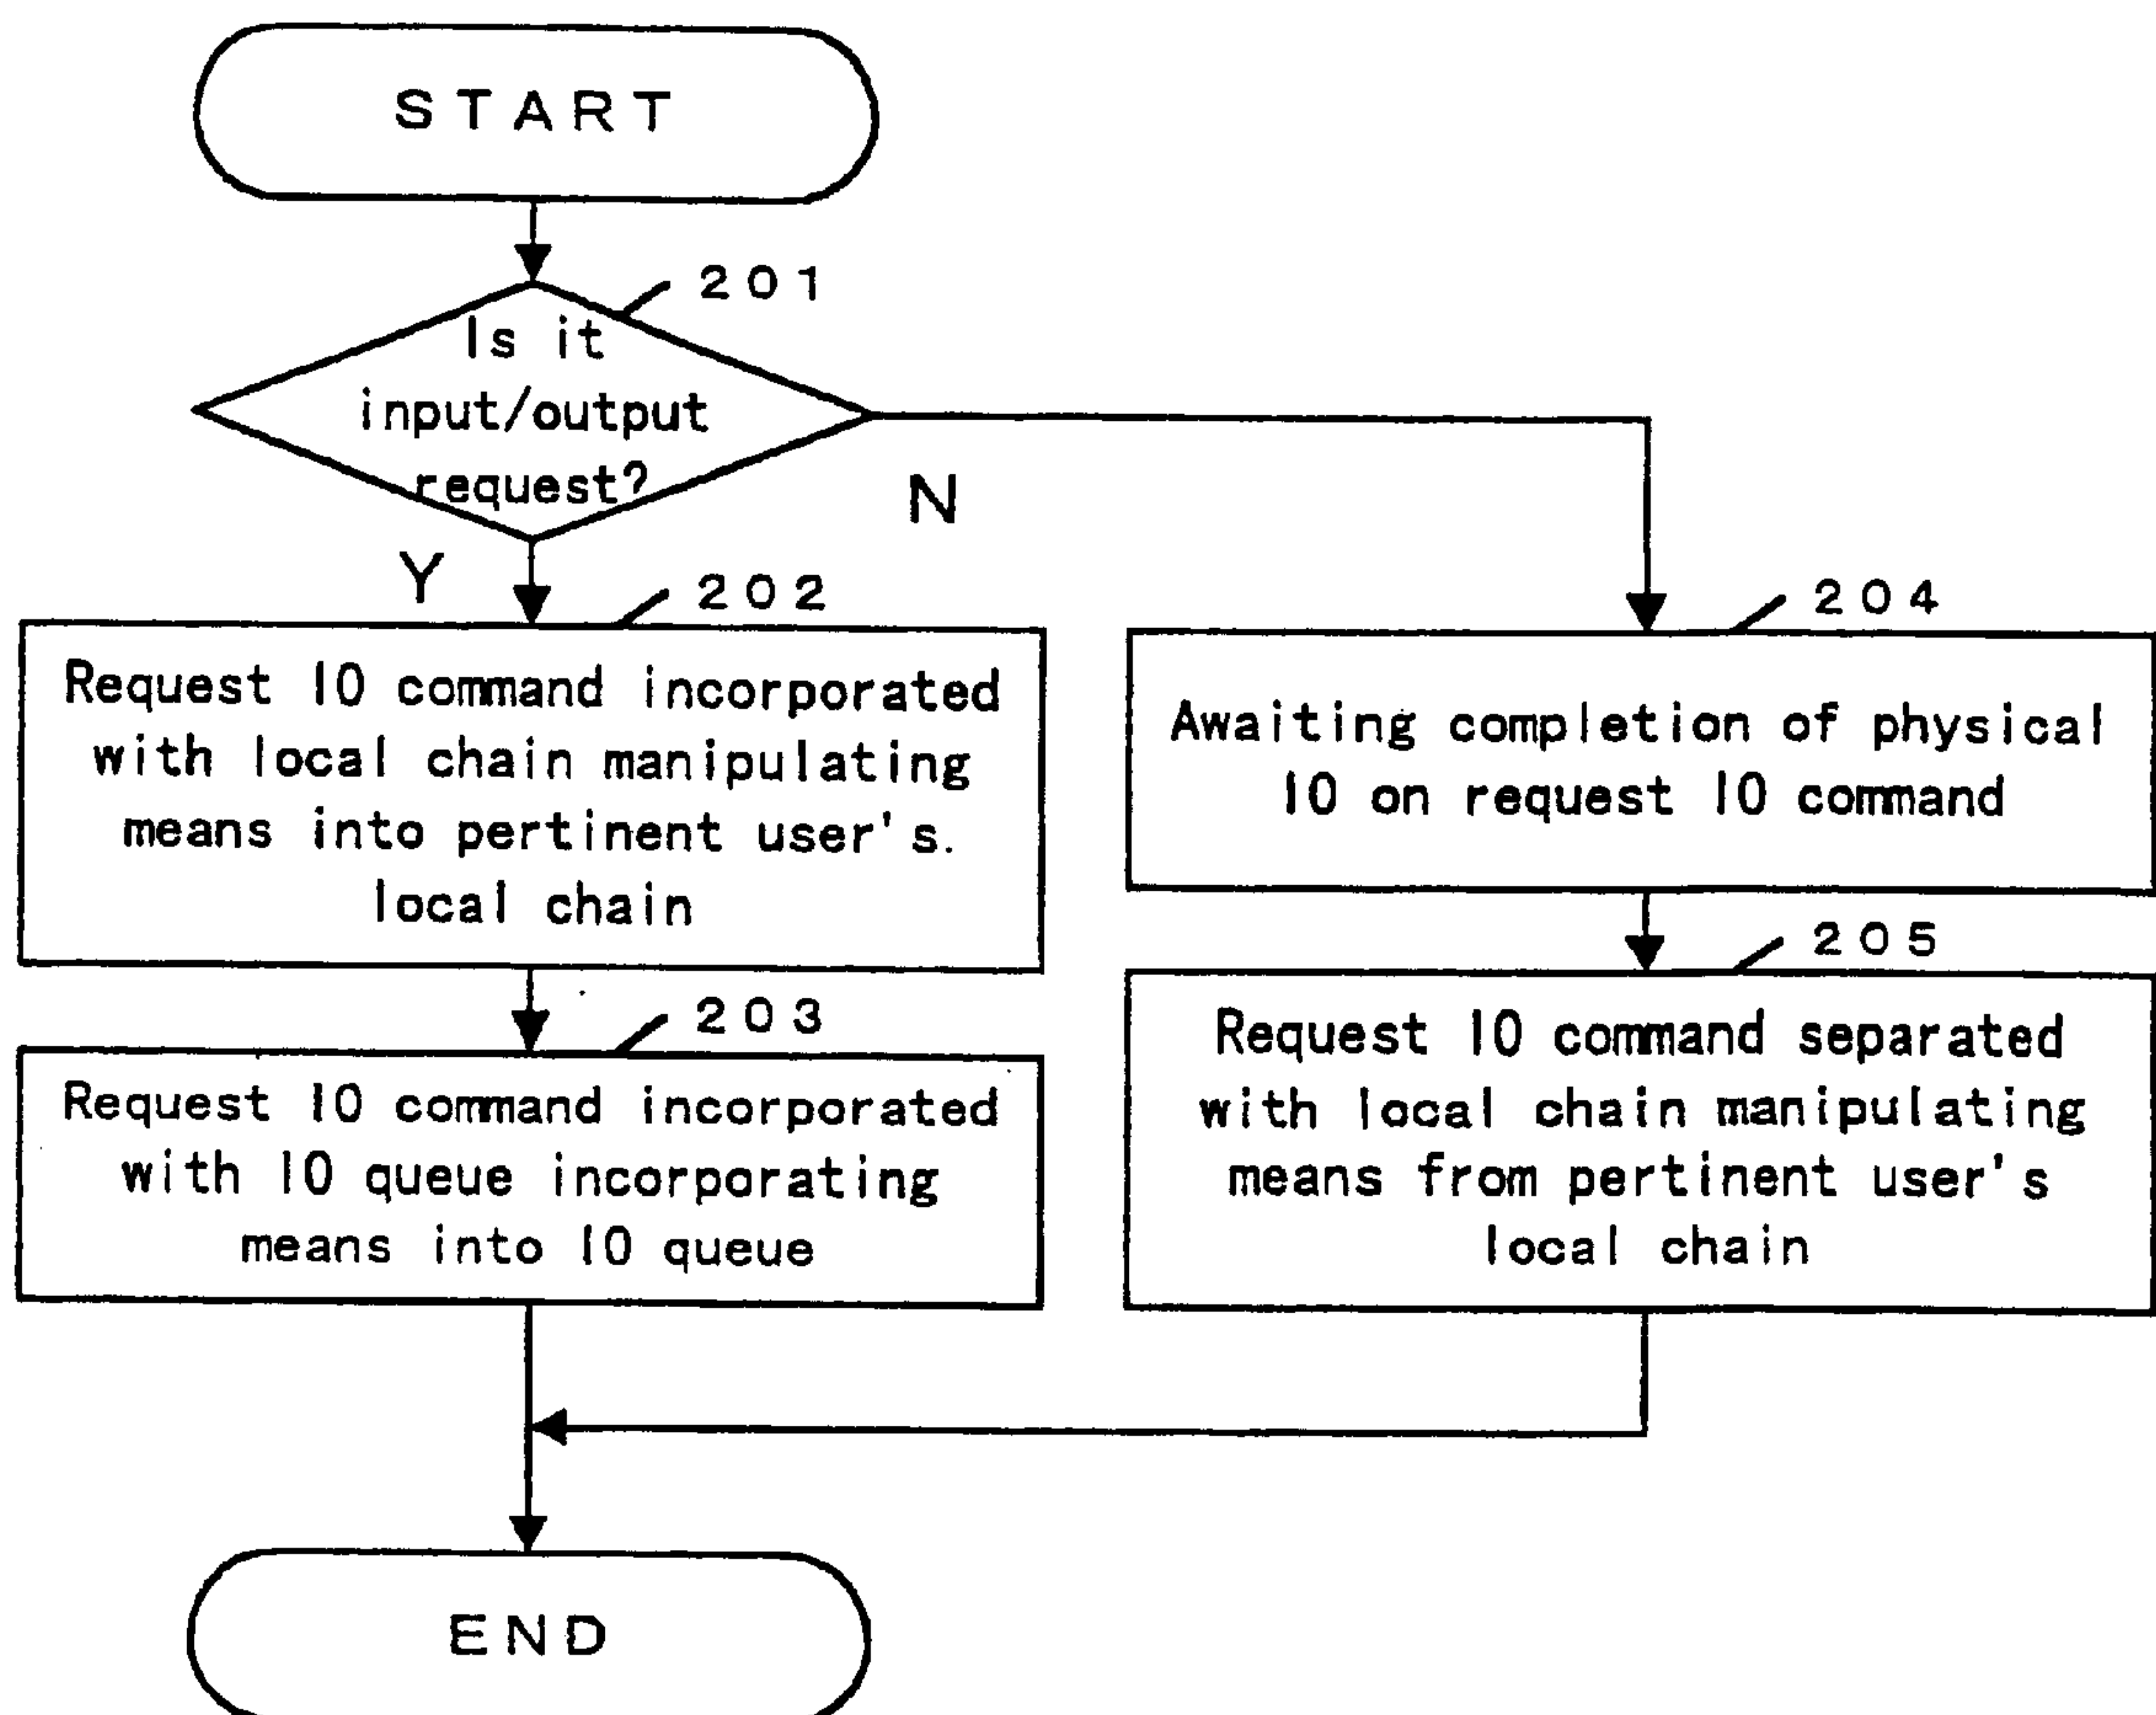 START
201
Is it
input/output
request?
N
Y
202
Request IO command incorporated
with local chain manipulating
means into pertinent user's.
local chain
204
Awaiting completion of physical
IO on request IO command
203
Request IO command incorporated
with IO queue incorporating
means into IO queue
205
Request IO command separated
with local chain manipulating
means from pertinent user's
local chain
END